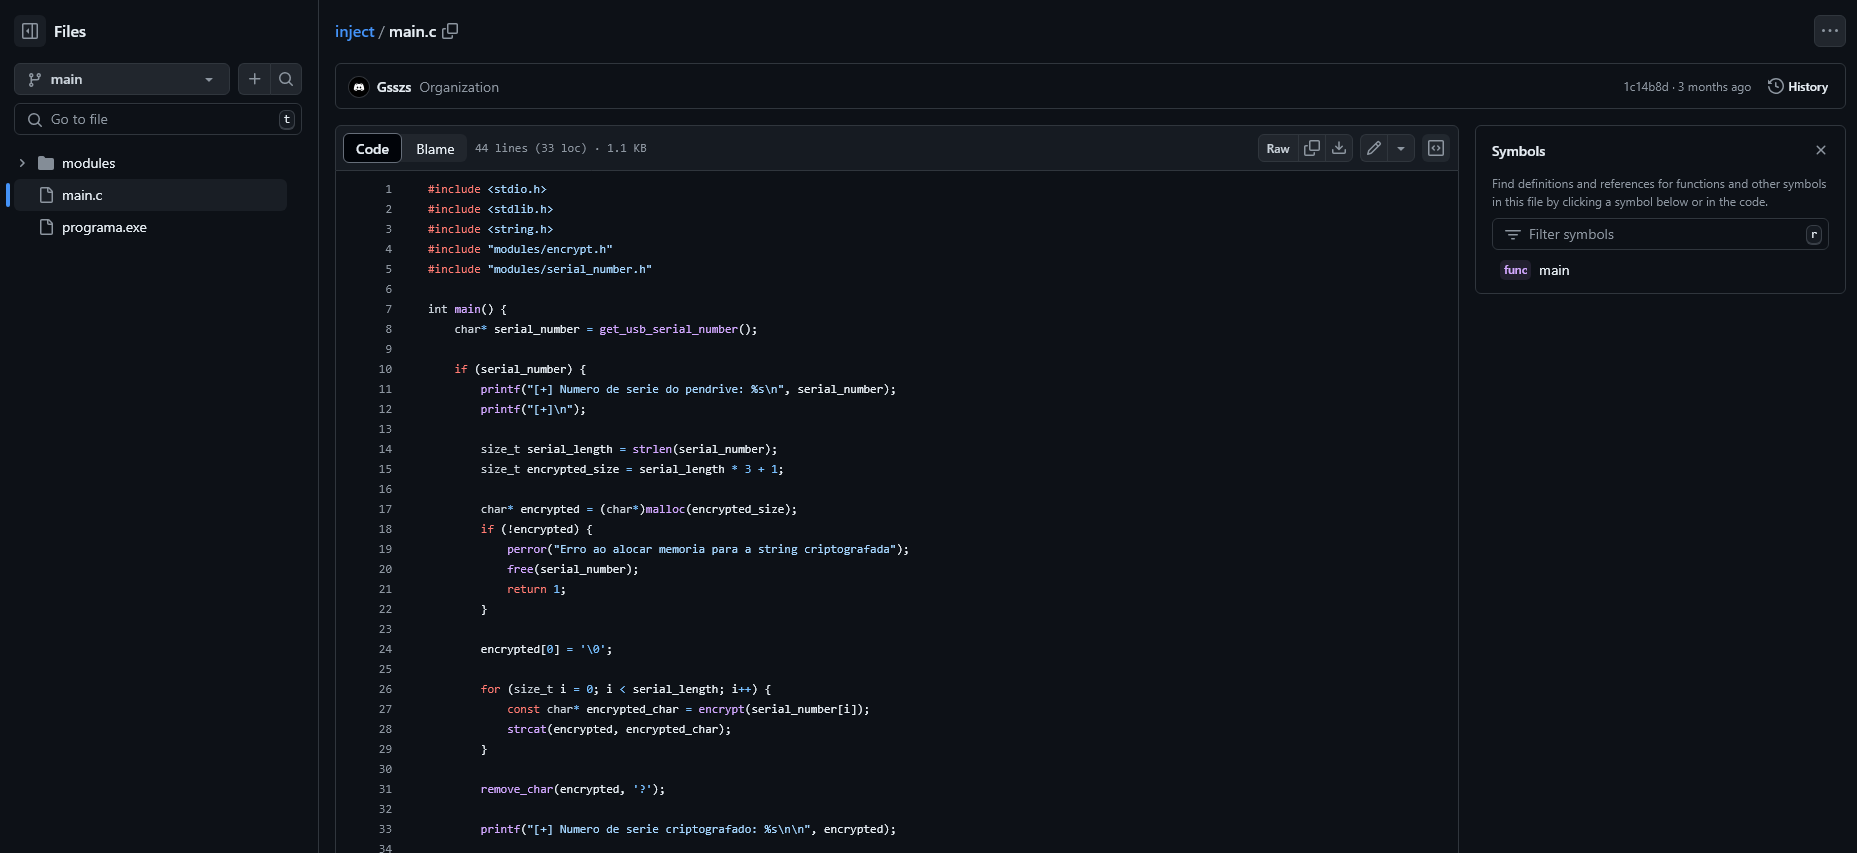 Files
main
Go to file
t
modules
main.c
programa.exe
inject / main.c
Gsszs Organization
1c14b8d · 3 months ago
History
Code
Blame
44 lines (33 loc) · 1.1 KB
Raw
1 #include <stdio.h>
2 #include <stdlib.h>
3 #include <string.h>
4 #include "modules/encrypt.h"
5 #include "modules/serial_number.h"
6
7 int main() {
8     char* serial_number = get_usb_serial_number();
9
10     if (serial_number) {
11         printf("[+] Numero de serie do pendrive: %s\n", serial_number);
12         printf("[+]\n");
13
14         size_t serial_length = strlen(serial_number);
15         size_t encrypted_size = serial_length * 3 + 1;
16
17         char* encrypted = (char*)malloc(encrypted_size);
18         if (!encrypted) {
19             perror("Erro ao alocar memoria para a string criptografada");
20             free(serial_number);
21             return 1;
22         }
23
24         encrypted[0] = '\0';
25
26         for (size_t i = 0; i < serial_length; i++) {
27             const char* encrypted_char = encrypt(serial_number[i]);
28             strcat(encrypted, encrypted_char);
29         }
30
31         remove_char(encrypted, '?');
32
33         printf("[+] Numero de serie criptografado: %s\n\n", encrypted);
34
Symbols
Find definitions and references for functions and other symbols
in this file by clicking a symbol below or in the code.
Filter symbols
r
func main